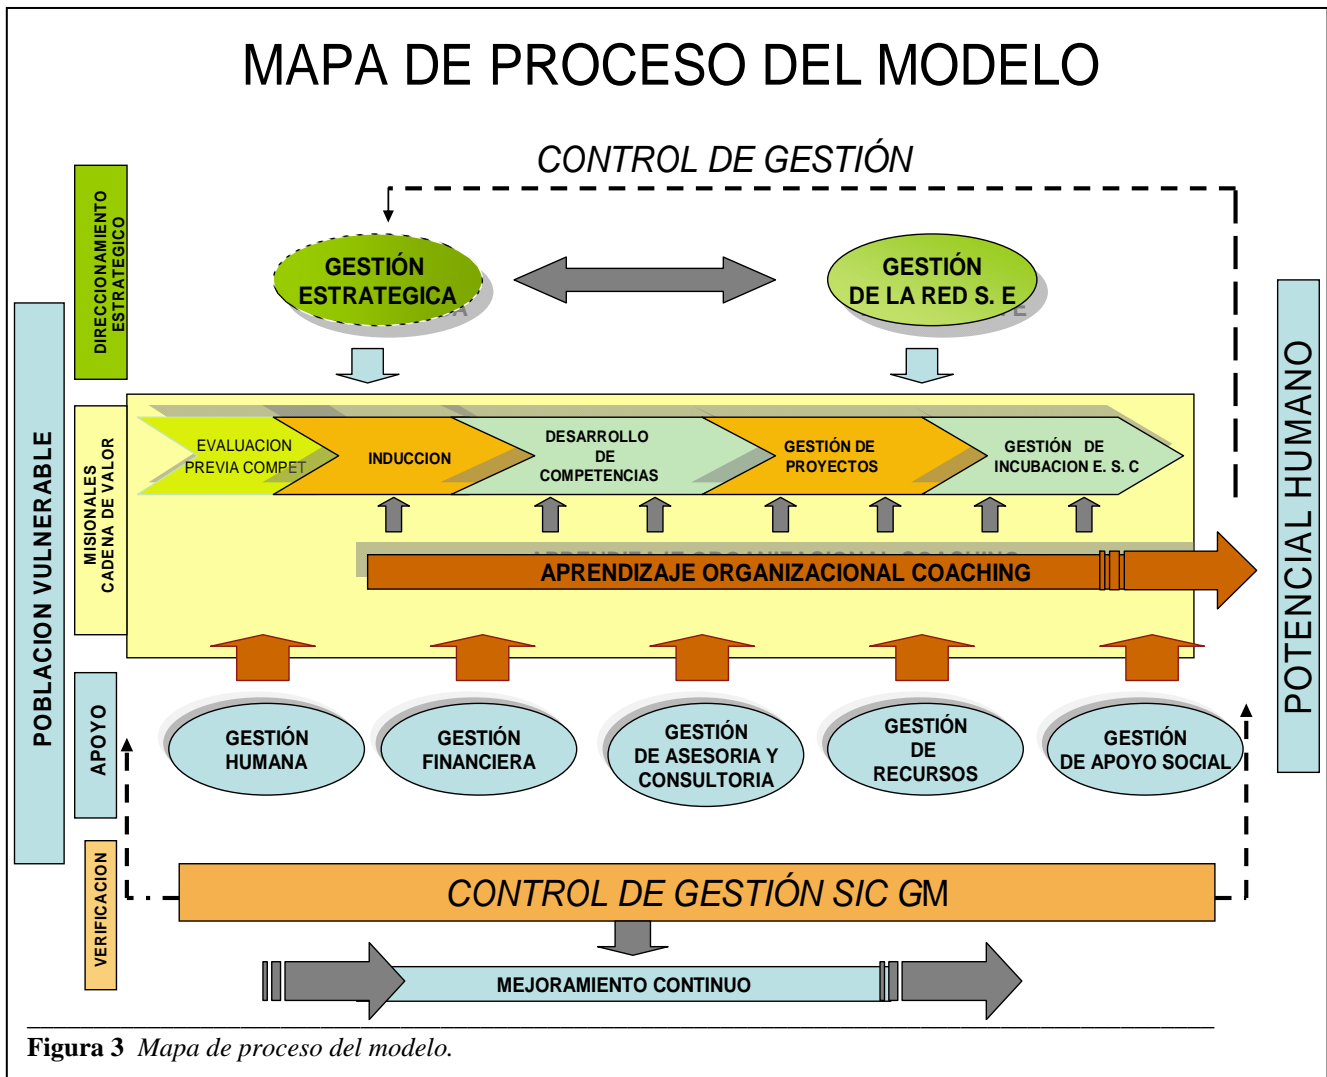 MAPA DE PROCESO DEL MODELO
CONTROL DE GESTIÓN
DIRECCIONAMIENTO
ESTRATEGICO
GESTIÓN
ESTRATEGICA
GESTIÓN
DE LA RED S. E
POBLACION VULNERABLE
POTENCIAL HUMANO
MISIONALES
CADENA DE VALOR
EVALUACION
PREVIA COMPET
INDUCCION
DESARROLLO
DE
COMPETENCIAS
GESTIÓN DE
PROYECTOS
GESTIÓN DE
INCUBACION E. S. C
APRENDIZAJE ORGANIZACIONAL COACHING
APOYO
GESTIÓN
HUMANA
GESTIÓN
FINANCIERA
GESTIÓN
DE ASESORIA Y
CONSULTORIA
GESTIÓN
DE
RECURSOS
GESTIÓN
DE APOYO SOCIAL
VERIFICACION
CONTROL DE GESTIÓN SIC GM
MEJORAMIENTO CONTINUO
Figura 3 Mapa de proceso del modelo.